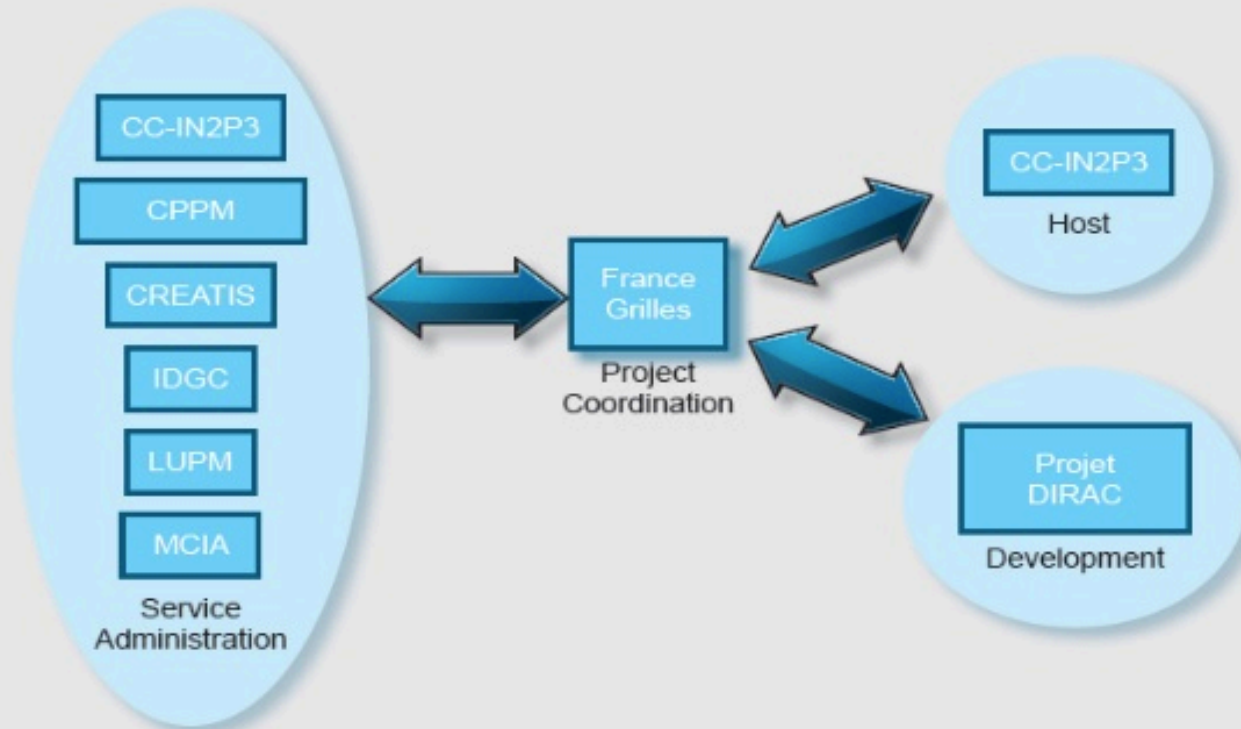 CC-IN2P3
CPPM
CREATIS
IDGC
LUPM
MCIA
Service
Administration
France
Grilles
Project
Coordination
CC-IN2P3
Host
Projet
DIRAC
Development